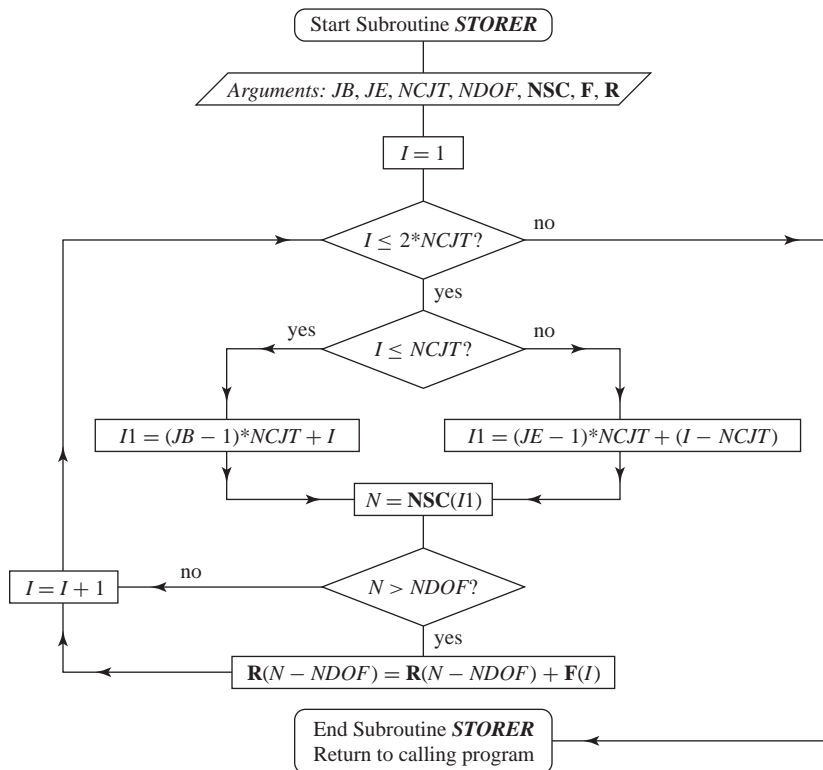 Start Subroutine STORER
Arguments: JB, JE, NCJT, NDOF, NSC, F, R
I = 1
I ≤ 2*NCJT?
no
yes
I ≤ NCJT?
yes
no
I1 = (JB − 1)*NCJT + I
I1 = (JE − 1)*NCJT + (I − NCJT)
N = NSC(I1)
N > NDOF?
no
I = I + 1
yes
R(N − NDOF) = R(N − NDOF) + F(I)
End Subroutine STORER
Return to calling program